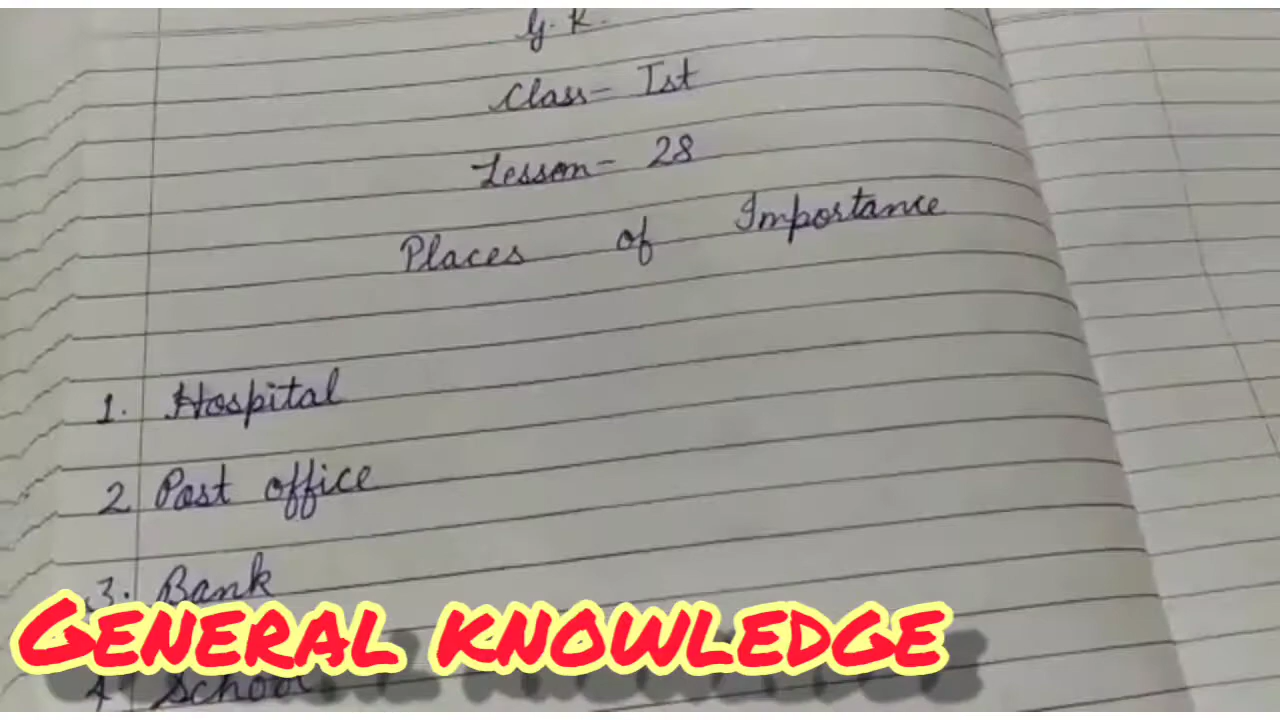 G.K.
Class- Ist
Lesson- 28
Places of Importance
1. Hospital
2 Post office
3. Bank
GENERAL KNOWLEDGE
4. School